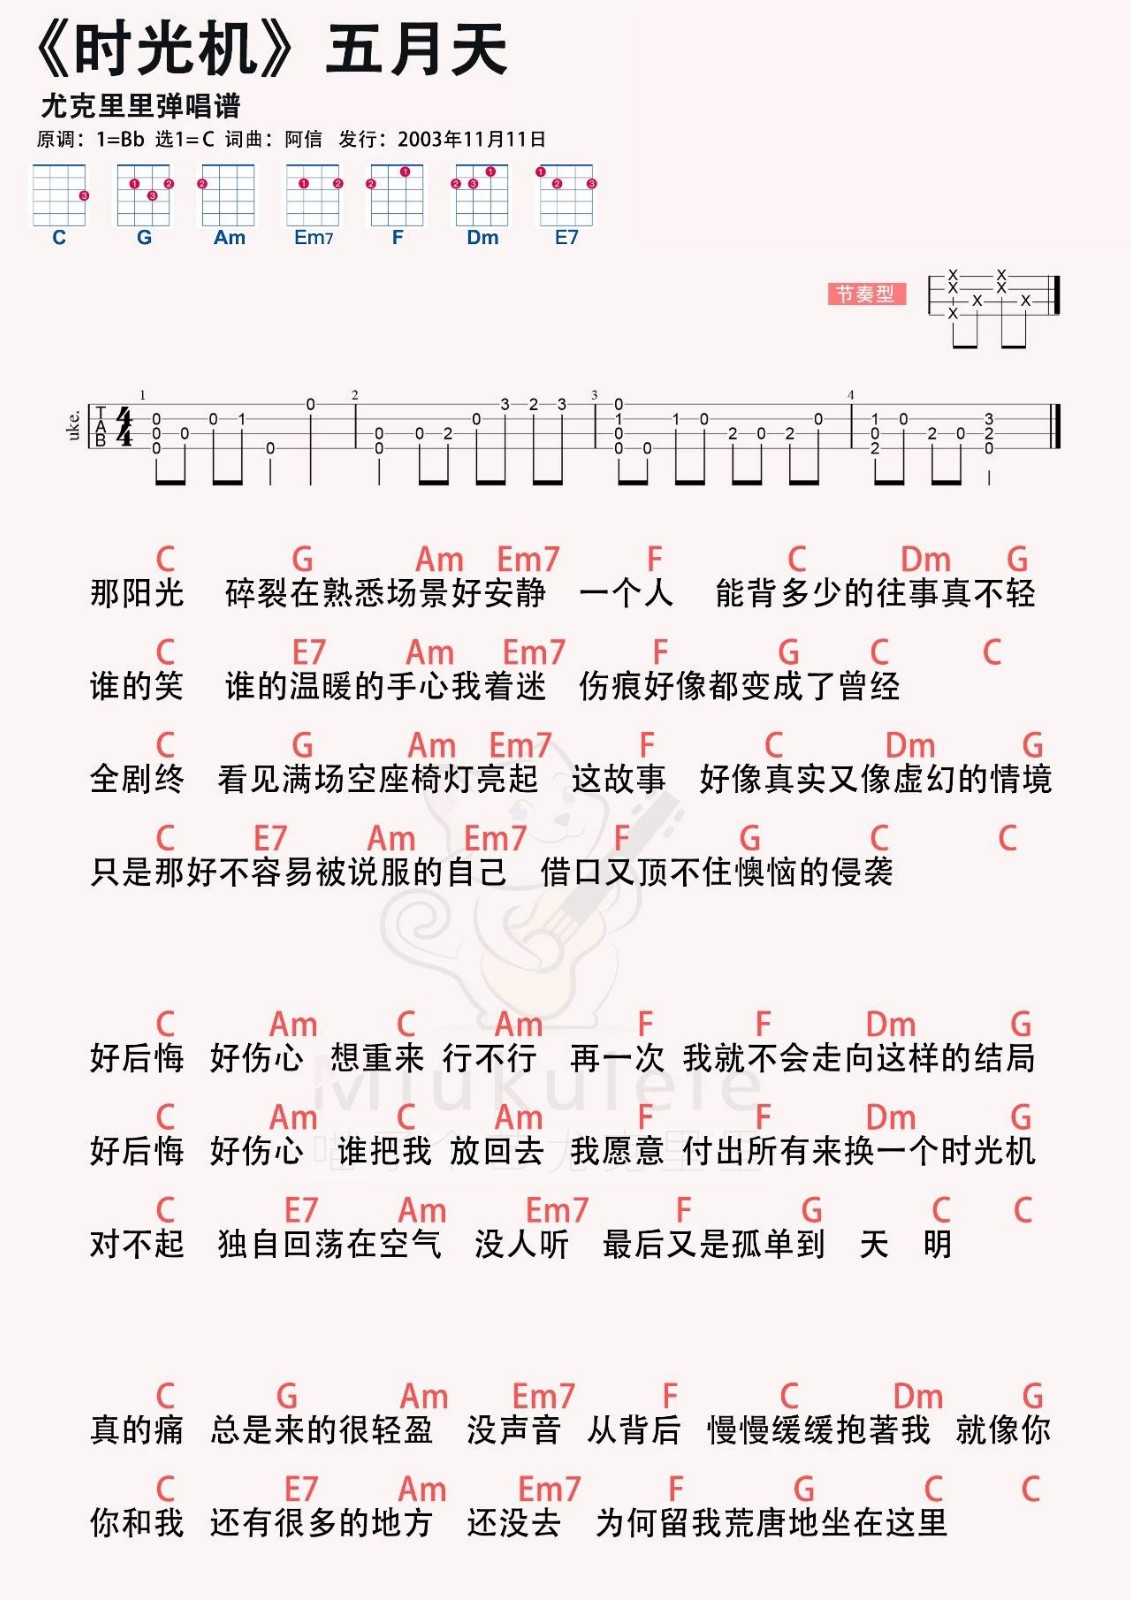 《时光机》五月天
尤克里里弹唱谱
原调：1=Bb 选1=C 词曲：阿信 发行：2003年11月11日
C G Am Em7 F Dm E7
节奏型
uke. TAB 4/4 1 2 3 4
C G Am Em7 F C Dm G
那阳光 碎裂在熟悉场景好安静 一个人 能背多少的往事真不轻
C E7 Am Em7 F G C C
谁的笑 谁的温暖的手心我着迷 伤痕好像都变成了曾经
C G Am Em7 F C Dm G
全剧终 看见满场空座椅灯亮起 这故事 好像真实又像虚幻的情境
C E7 Am Em7 F G C C
只是那好不容易被说服的自己 借口又顶不住懊恼的侵袭
C Am C Am F F Dm G
好后悔 好伤心 想重来 行不行 再一次 我就不会走向这样的结局
Miukulele
C Am C Am F F Dm G
好后悔 好伤心 谁把我 放回去 我愿意 付出所有来换一个时光机
C E7 Am Em7 F G C C
对不起 独自回荡在空气 没人听 最后又是孤单到 天 明
C G Am Em7 F C Dm G
真的痛 总是来的很轻盈 没声音 从背后 慢慢缓缓抱著我 就像你
C E7 Am Em7 F G C C
你和我 还有很多的地方 还没去 为何留我荒唐地坐在这里